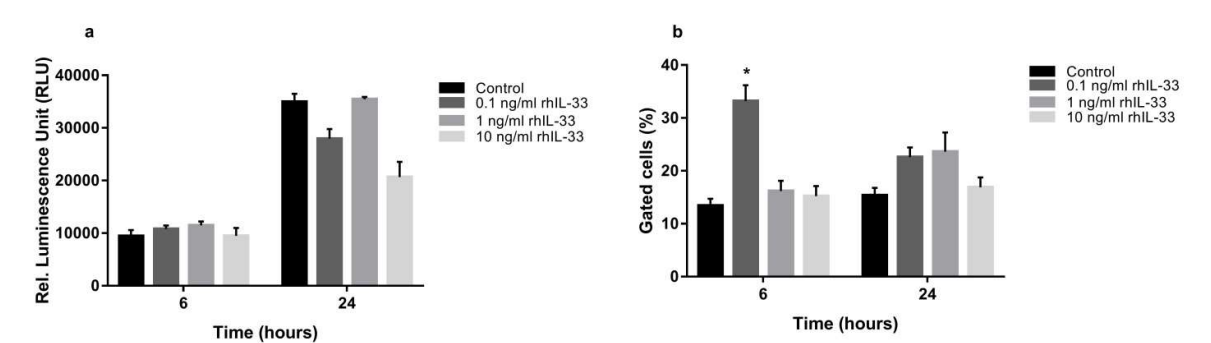 a
Rel. Luminescence Unit (RLU)
40000
30000
20000
10000
0
6
24
Time (hours)
Control
0.1 ng/ml rhIL-33
1 ng/ml rhIL-33
10 ng/ml rhIL-33
b
Gated cells (%)
40
30
20
10
0
*
6
24
Time (hours)
Control
0.1 ng/ml rhIL-33
1 ng/ml rhIL-33
10 ng/ml rhIL-33